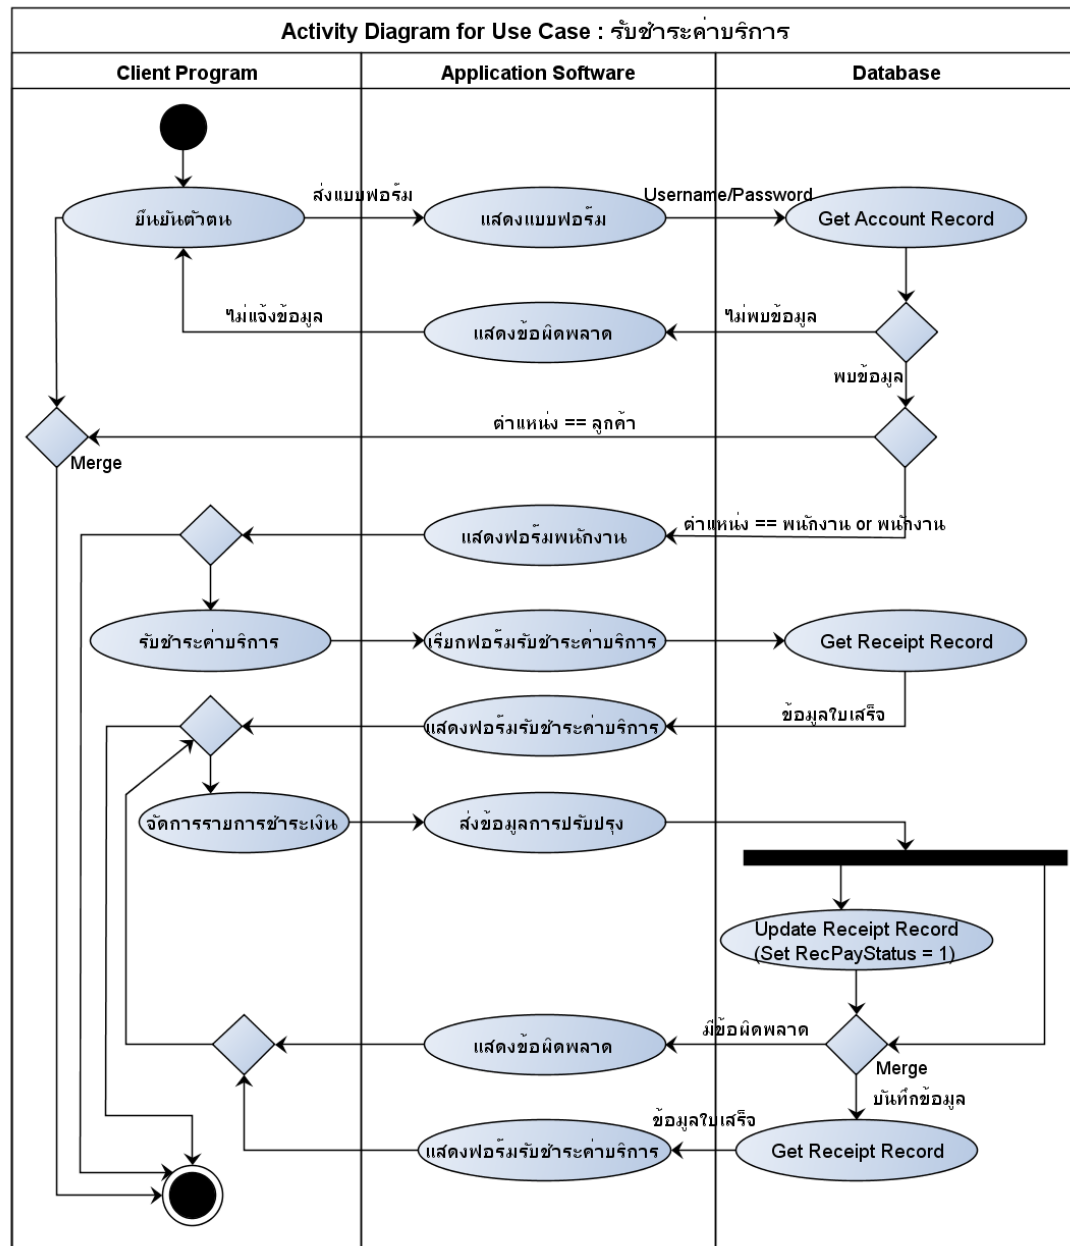 Activity Diagram for Use Case : รับชำระค่าบริการ
Client Program
Application Software
Database
ยืนยันตัวตน
ส่งแบบฟอร์ม
แสดงแบบฟอร์ม
Username/Password
Get Account Record
ไม่แจ้งข้อมูล
แสดงข้อผิดพลาด
ไม่พบข้อมูล
พบข้อมูล
ตำแหน่ง == ลูกค้า
Merge
แสดงฟอร์มพนักงาน
ตำแหน่ง == พนักงาน or พนักงาน
รับชำระค่าบริการ
เรียกฟอร์มรับชำระค่าบริการ
Get Receipt Record
แสดงฟอร์มรับชำระค่าบริการ
ข้อมูลใบเสร็จ
จัดการรายการชำระเงิน
ส่งข้อมูลการปรับปรุง
Update Receipt Record
(Set RecPayStatus = 1)
แสดงข้อผิดพลาด
มีข้อผิดพลาด
Merge
บันทึกข้อมูล
ข้อมูลใบเสร็จ
แสดงฟอร์มรับชำระค่าบริการ
Get Receipt Record